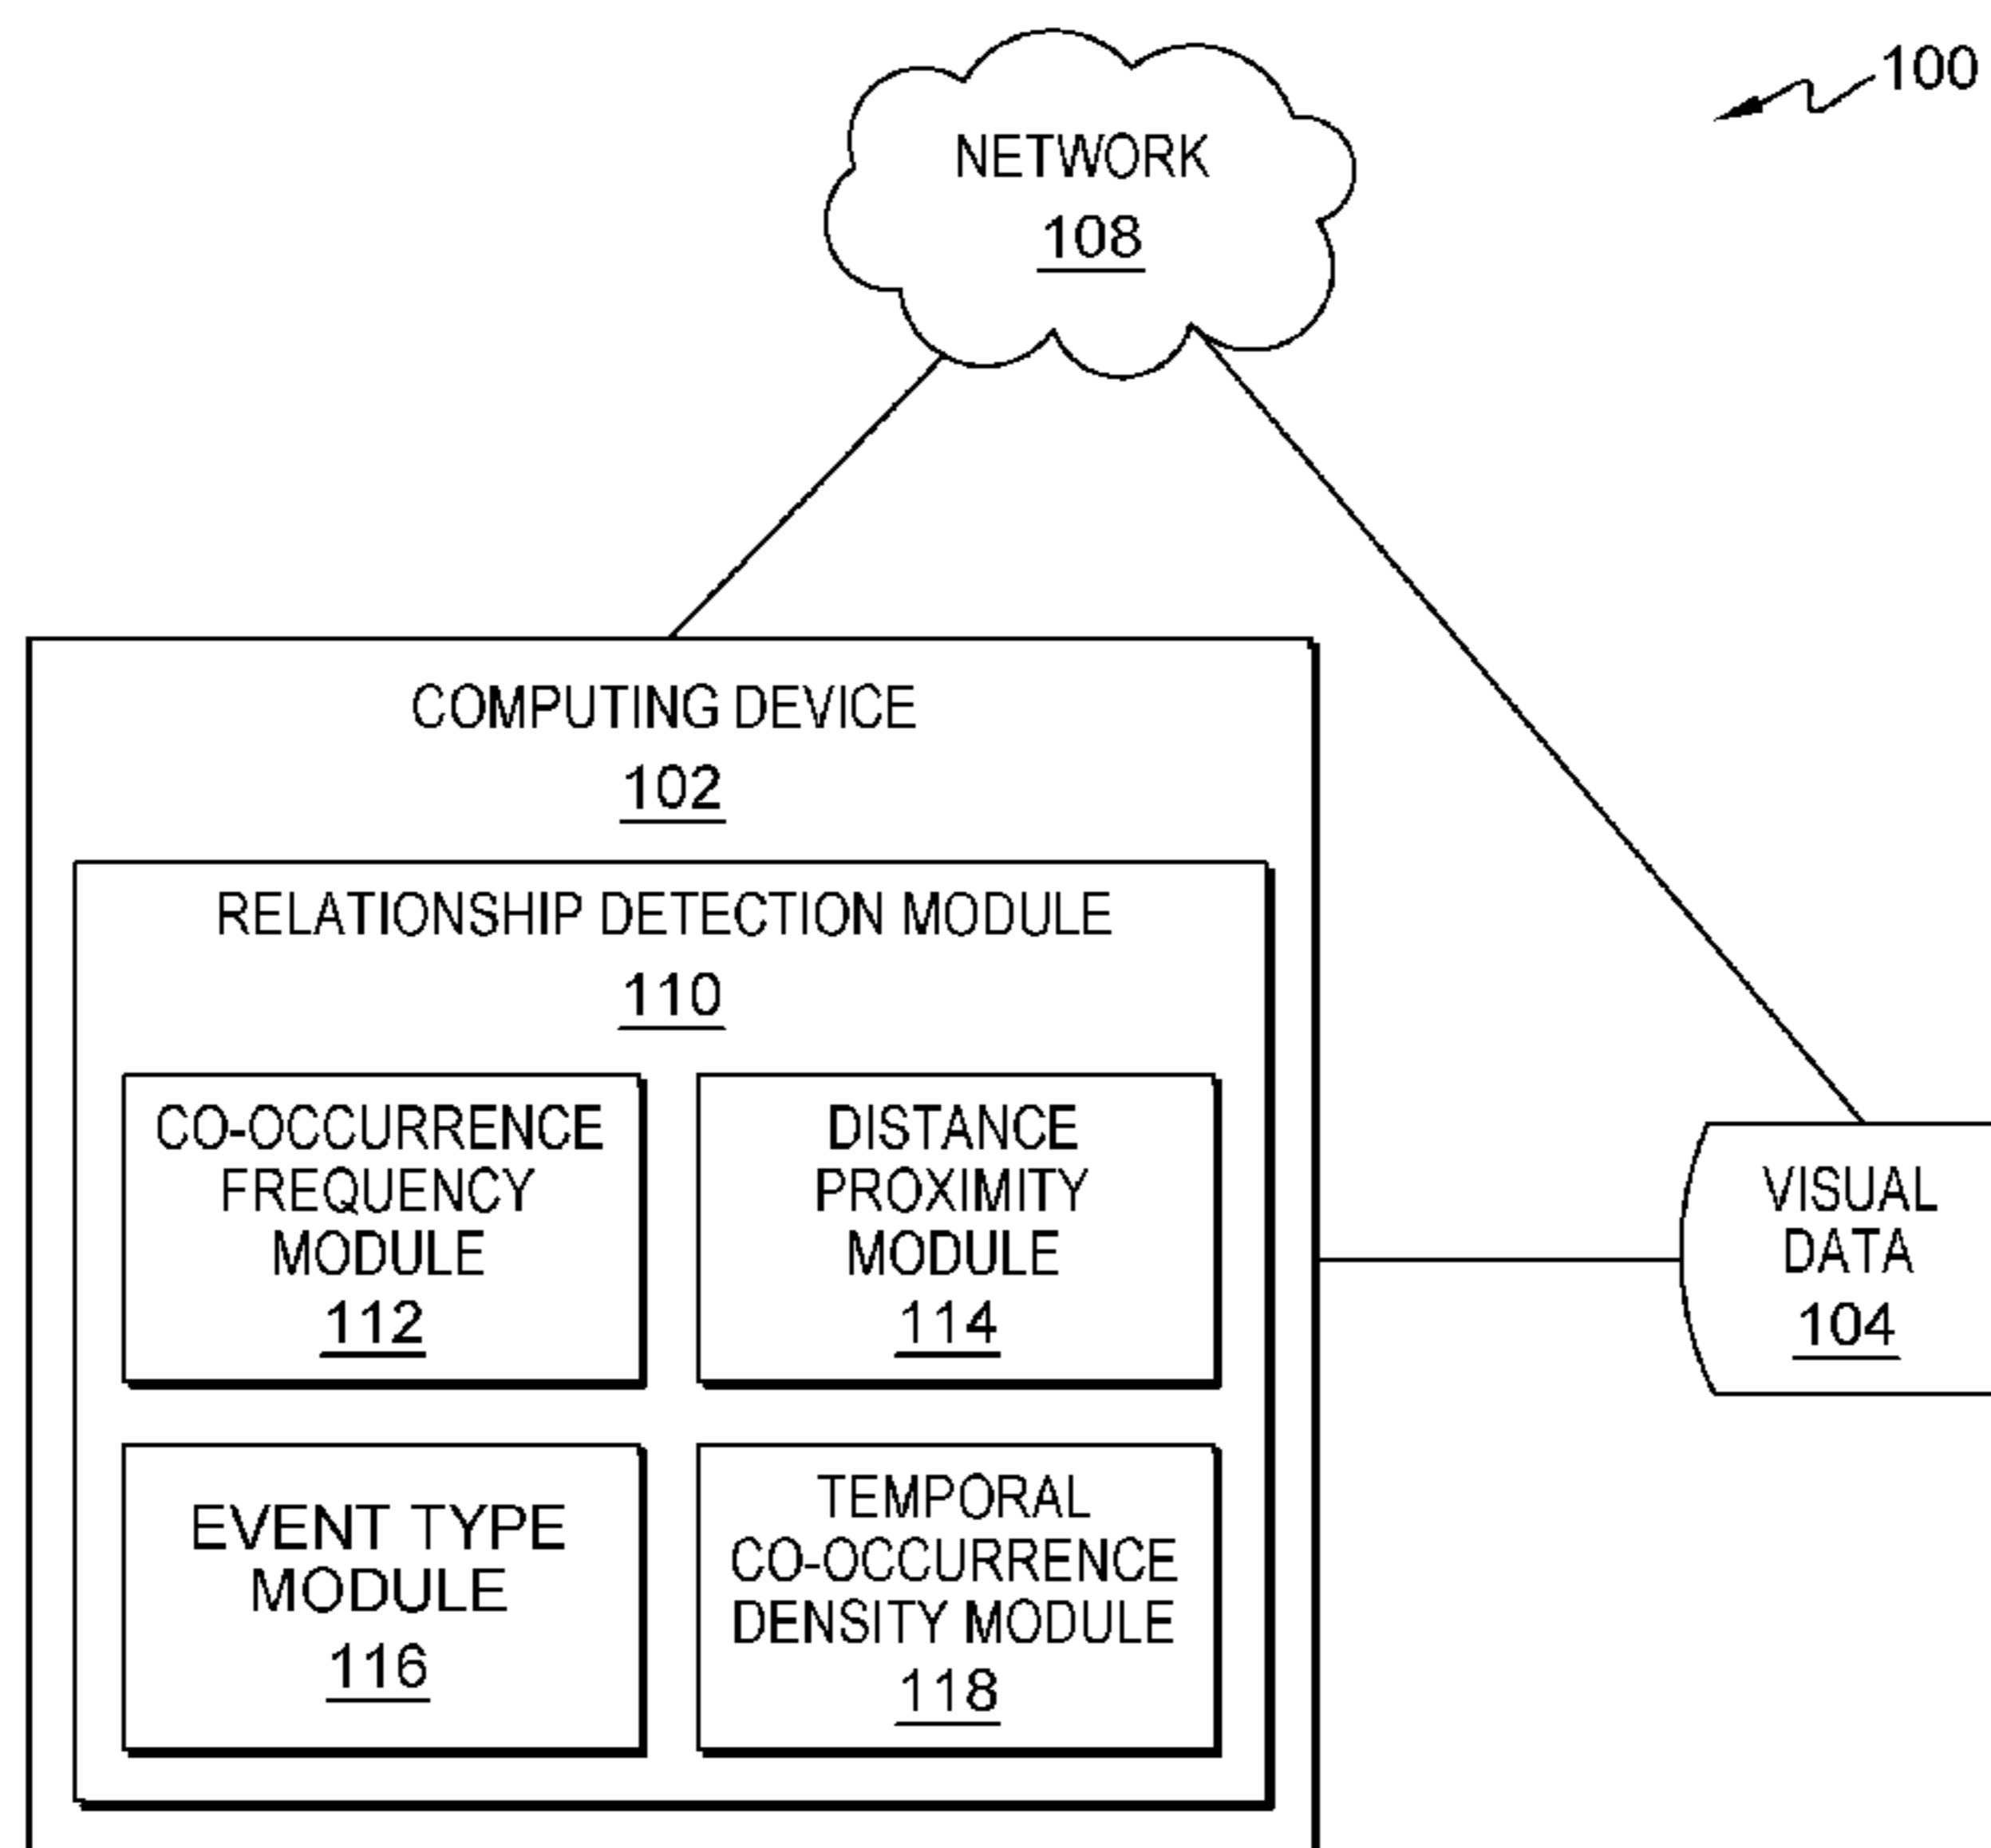 100
NETWORK
108
COMPUTING DEVICE
102
RELATIONSHIP DETECTION MODULE
110
CO-OCCURRENCE
FREQUENCY
MODULE
112
DISTANCE
PROXIMITY
MODULE
114
VISUAL
DATA
104
EVENT TYPE
MODULE
116
TEMPORAL
CO-OCCURRENCE
DENSITY MODULE
118